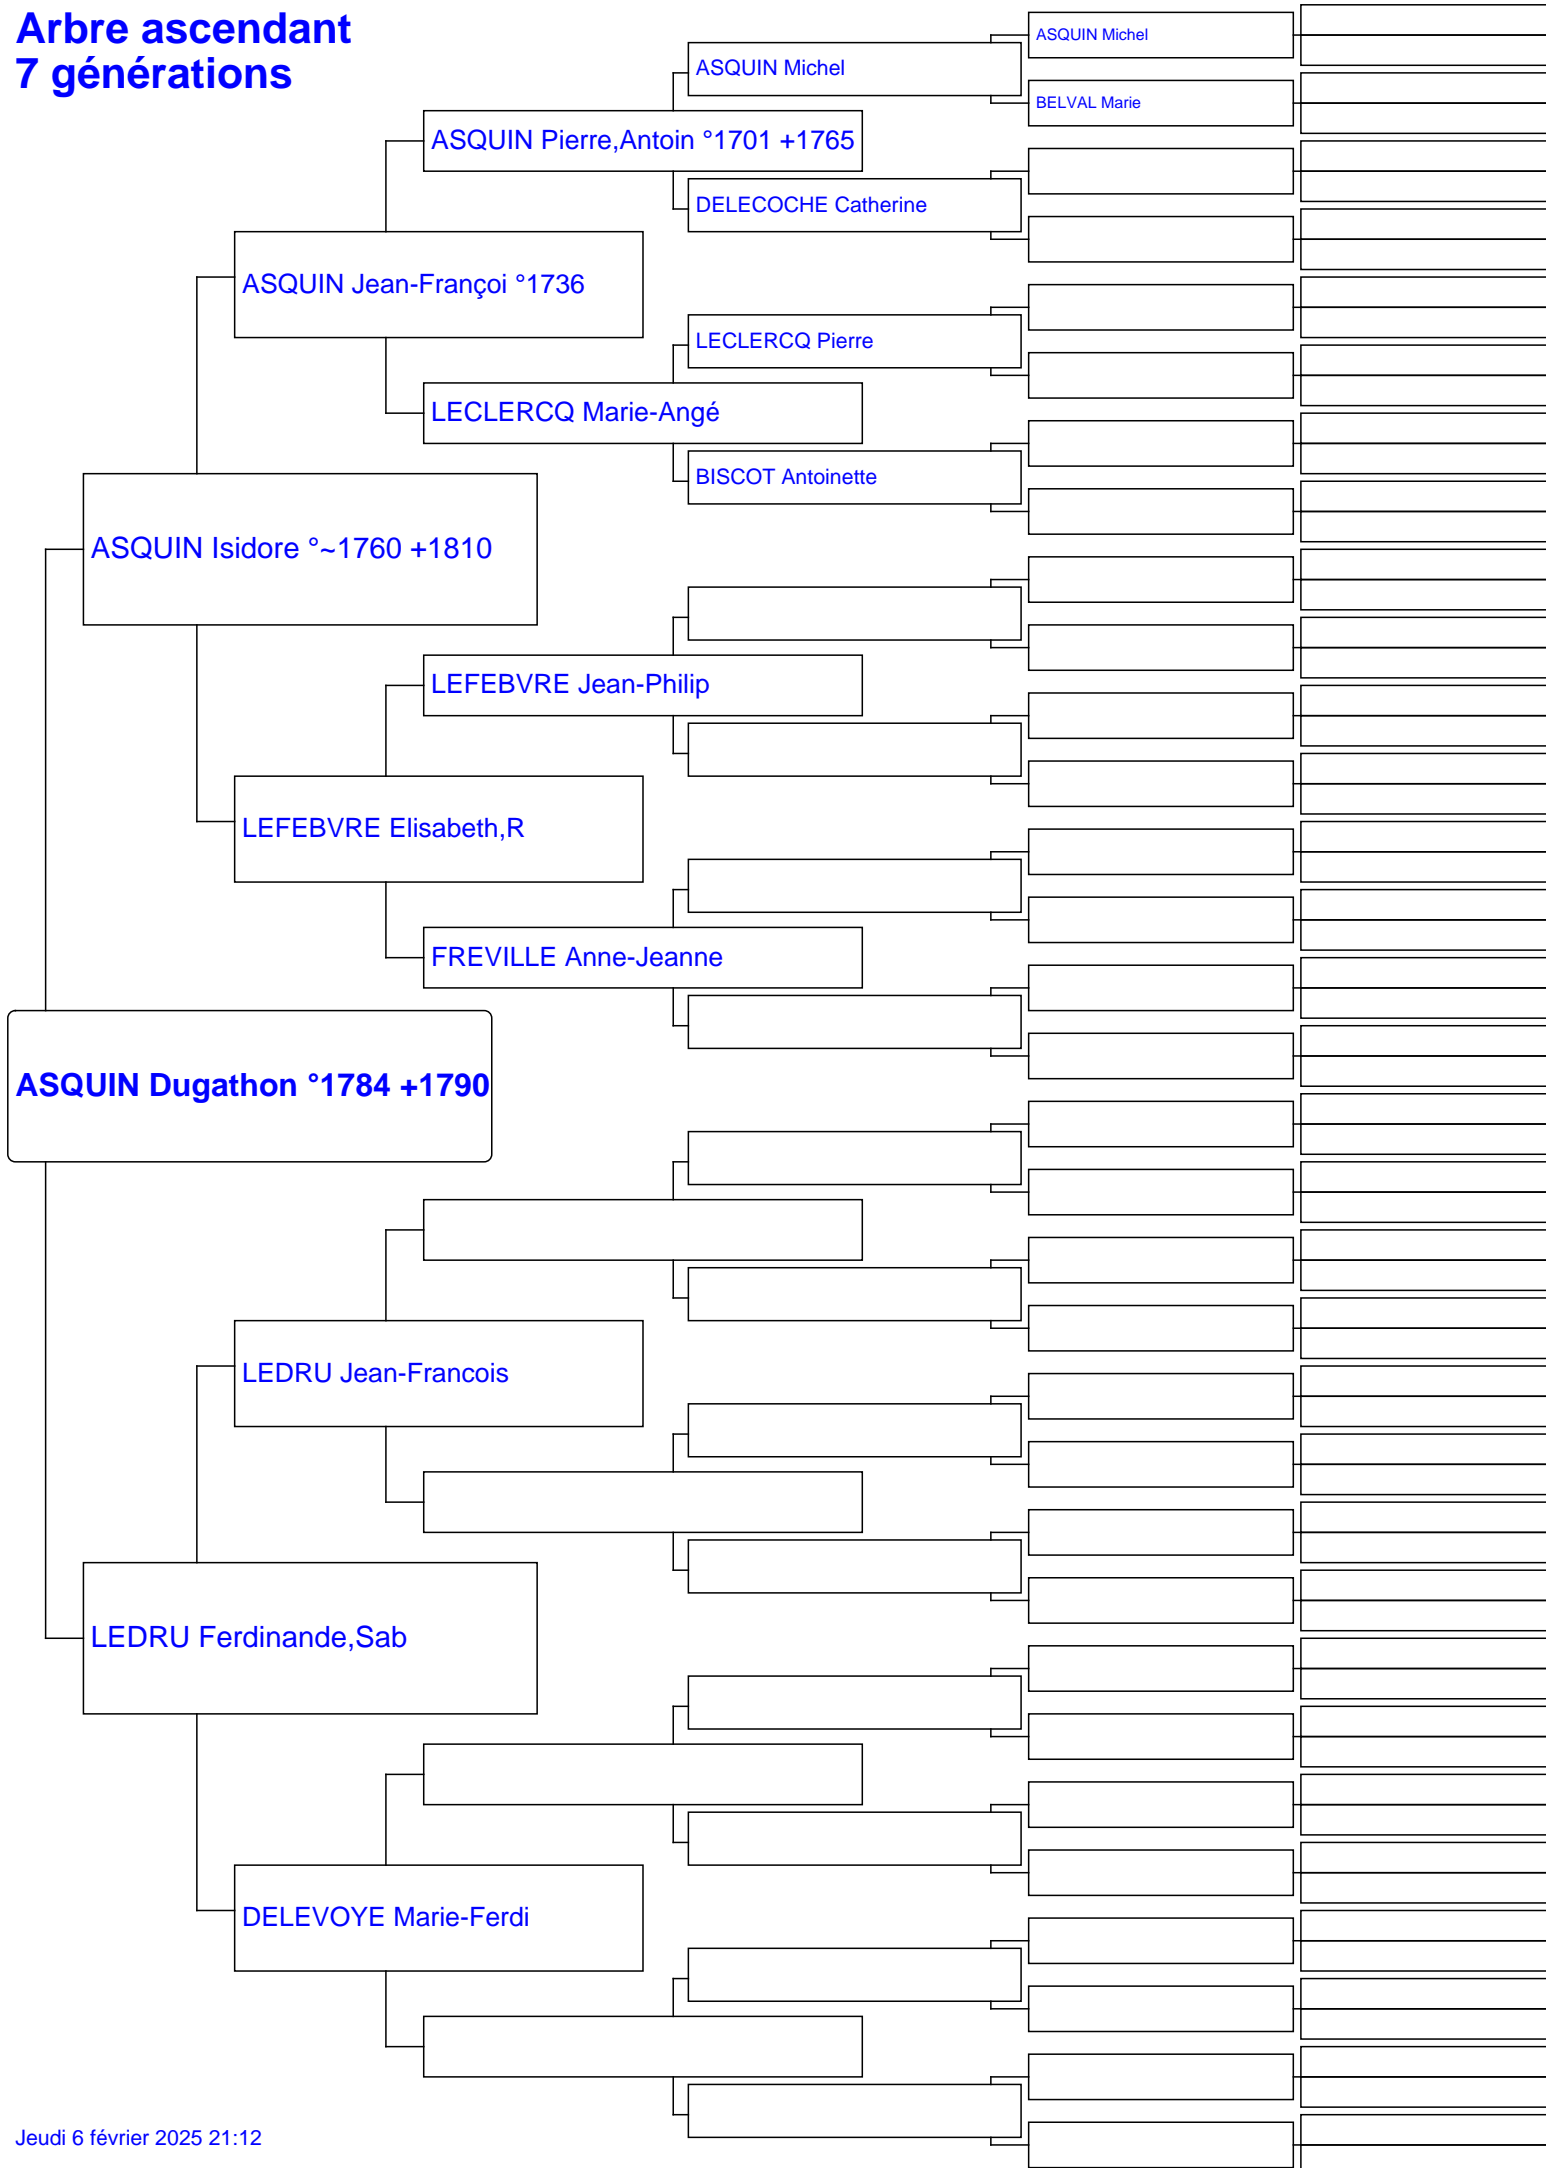 Arbre ascendant
7 générations
ASQUIN Michel
ASQUIN Michel
BELVAL Marie
ASQUIN Pierre,Antoin °1701 +1765
DELECOCHE Catherine
ASQUIN Jean-Françoi °1736
LECLERCQ Pierre
LECLERCQ Marie-Angé
BISCOT Antoinette
ASQUIN Isidore °~1760 +1810
LEFEBVRE Jean-Philip
LEFEBVRE Elisabeth,R
FREVILLE Anne-Jeanne
ASQUIN Dugathon °1784 +1790
LEDRU Jean-Francois
LEDRU Ferdinande,Sab
DELEVOYE Marie-Ferdi
Jeudi 6 février 2025 21:12